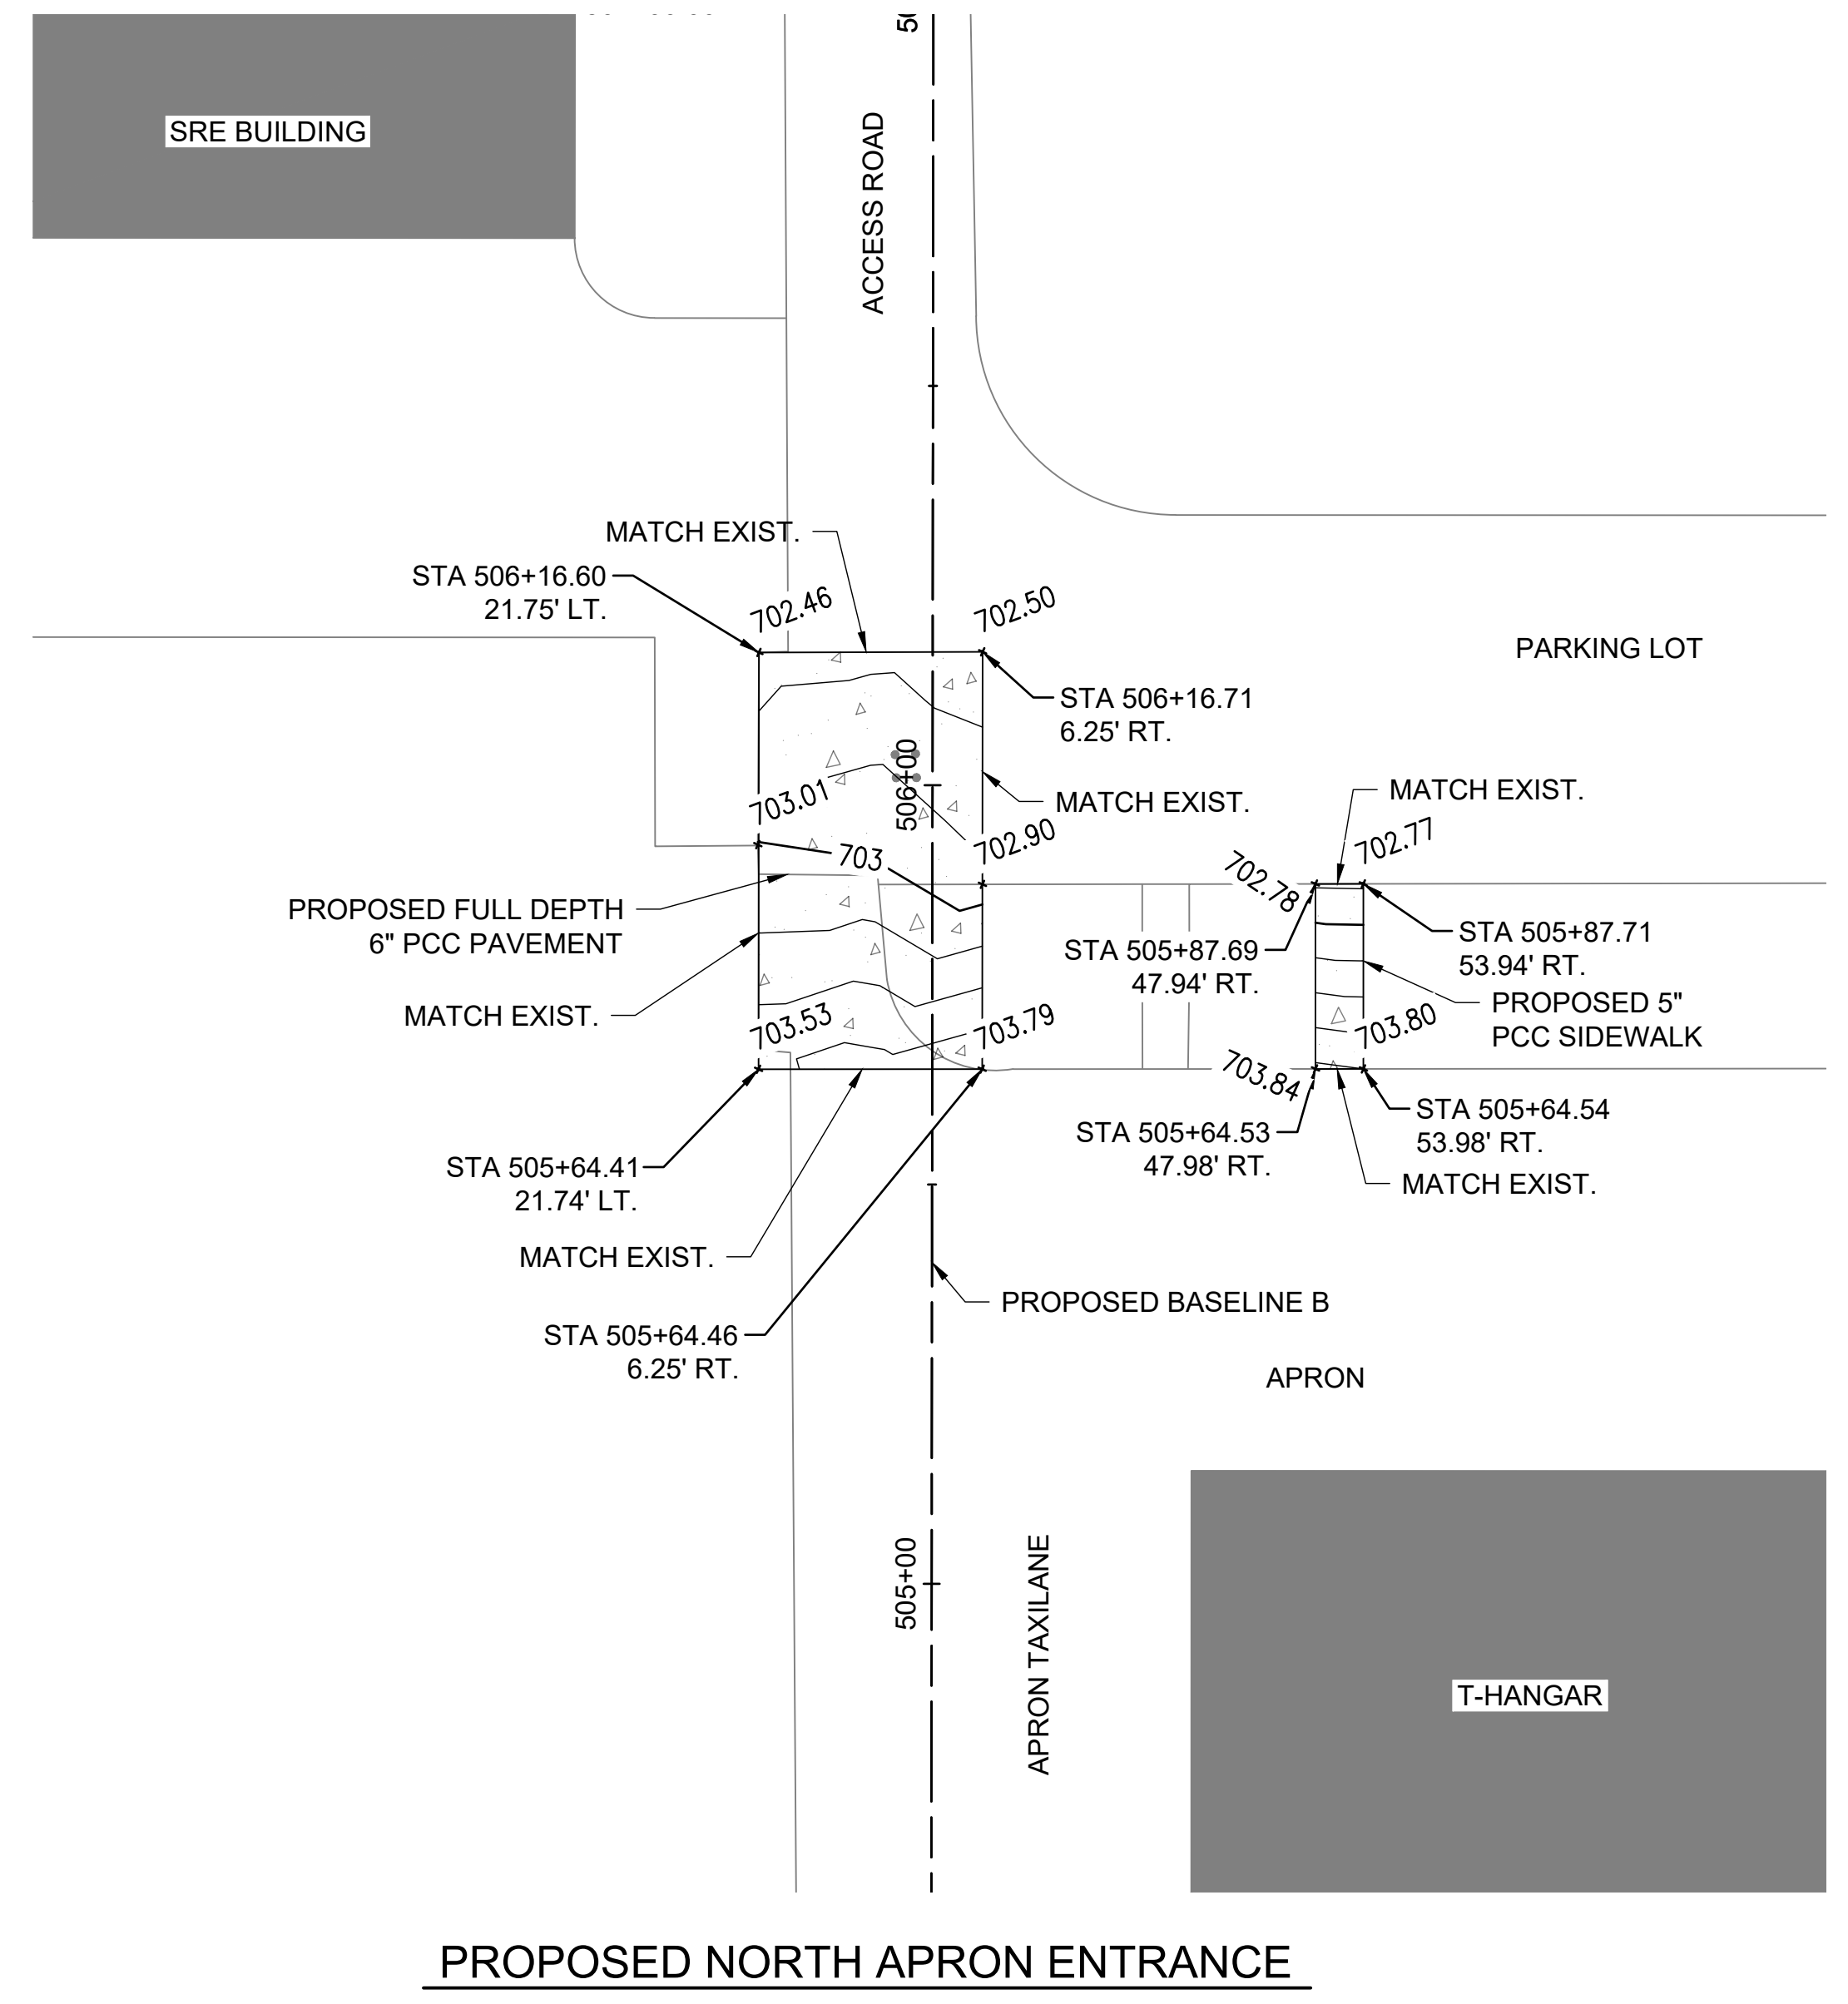 SRE BUILDING
ACCESS ROAD
MATCH EXIST.
STA 506+16.60
21.75' LT.
702.46
702.50
PARKING LOT
STA 506+16.71
6.25' RT.
506+00
703.01
MATCH EXIST.
MATCH EXIST.
702.90
702.77
703
702.78
PROPOSED FULL DEPTH
6" PCC PAVEMENT
STA 505+87.69
47.94' RT.
STA 505+87.71
53.94' RT.
MATCH EXIST.
PROPOSED 5"
PCC SIDEWALK
703.53
703.79
703.80
703.84
STA 505+64.54
53.98' RT.
STA 505+64.53
47.98' RT.
MATCH EXIST.
STA 505+64.41
21.74' LT.
MATCH EXIST.
PROPOSED BASELINE B
STA 505+64.46
6.25' RT.
APRON
505+00
APRON TAXILANE
T-HANGAR
PROPOSED NORTH APRON ENTRANCE